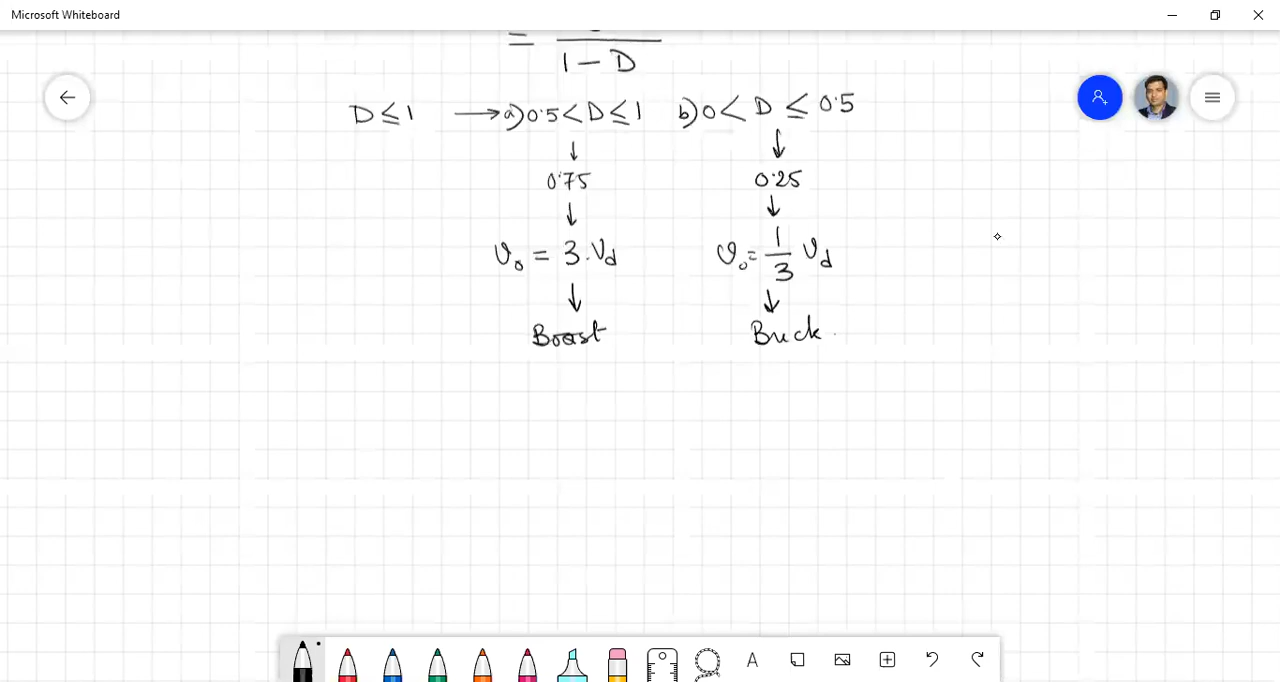 Microsoft Whiteboard
= 
1 - D
D ≤ 1 → a) 0.5 < D ≤ 1 b) 0 < D ≤ 0.5
↓ ↓
0.75 0.25
↓ ↓
V₀ = 3.Vd V₀ = 1/3 Vd
↓ ↓
Boost Buck
A